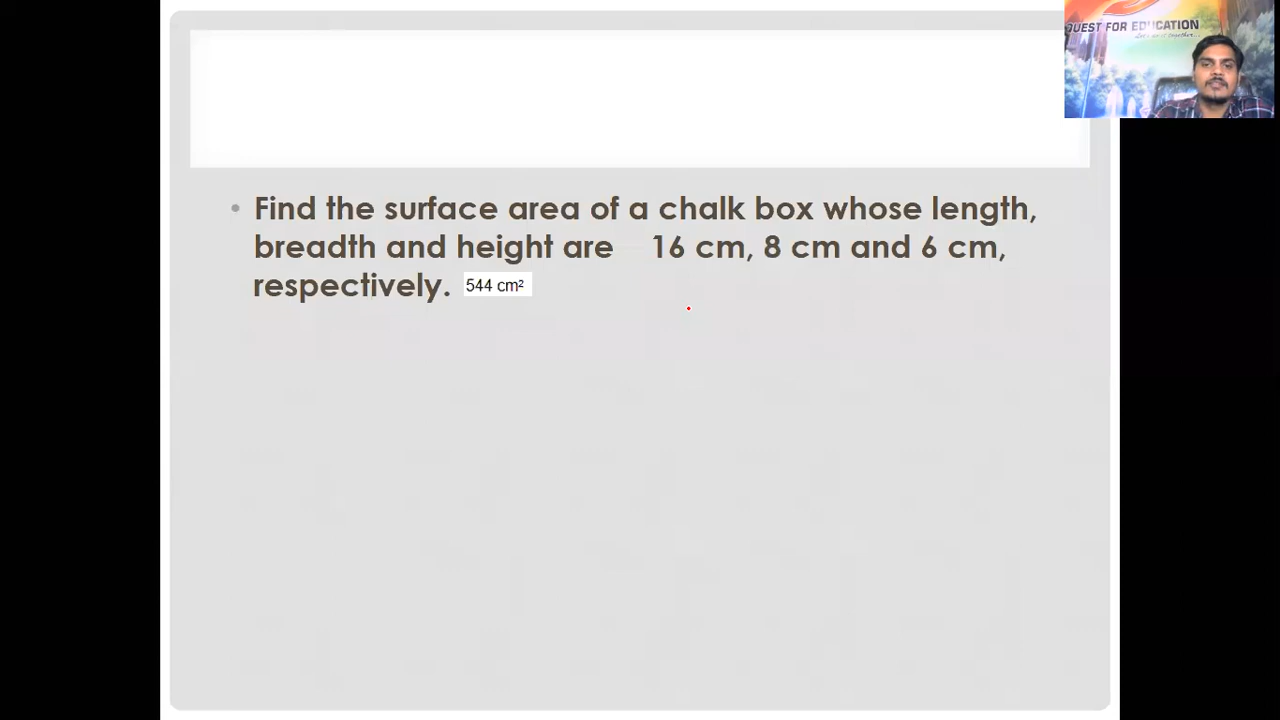 QUEST FOR EDUCATION
• Find the surface area of a chalk box whose length,
breadth and height are 16 cm, 8 cm and 6 cm,
respectively. 544 cm²